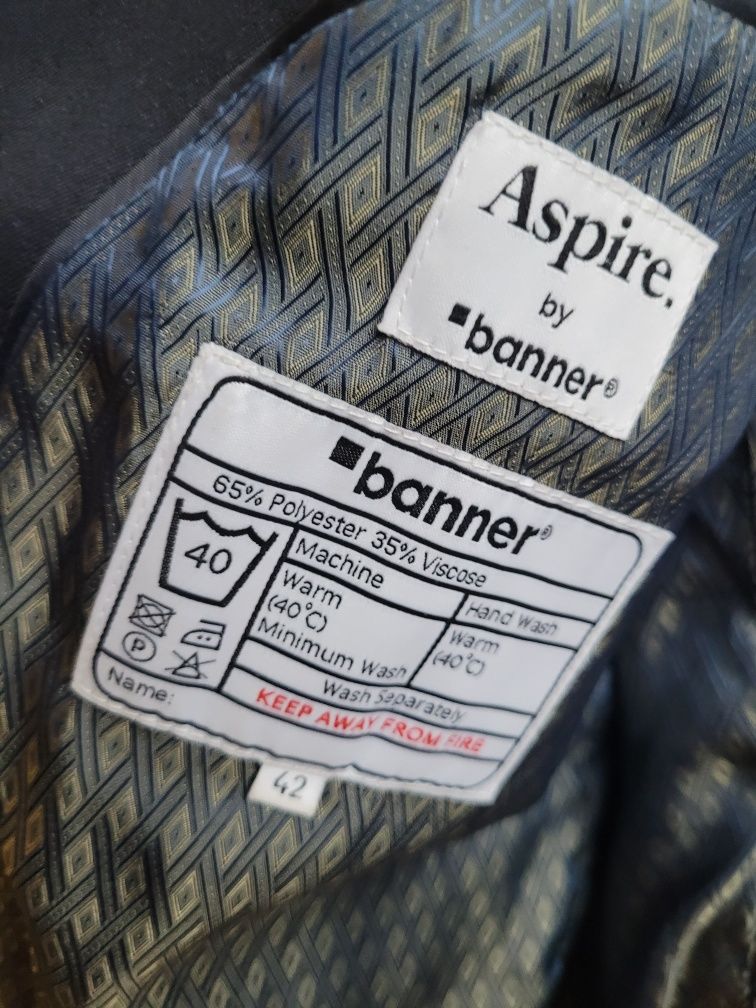 Aspire.
by
banner®
banner®
65% Polyester 35% Viscose
40
Machine
Hand Wash
Warm
(40°C)
Minimum Wash
Warm
(40°C)
P
Wash Separately
Name:
KEEP AWAY FROM FIRE
42